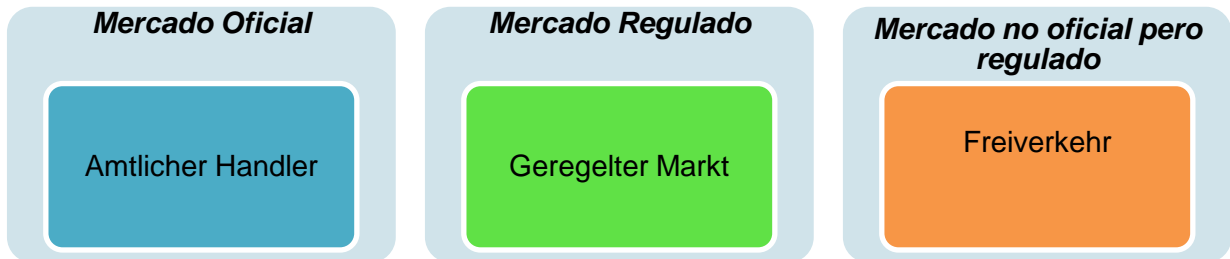 Mercado Oficial
Amtlicher Handler
Mercado Regulado
Geregelter Markt
Mercado no oficial pero
regulado
Freiverkehr